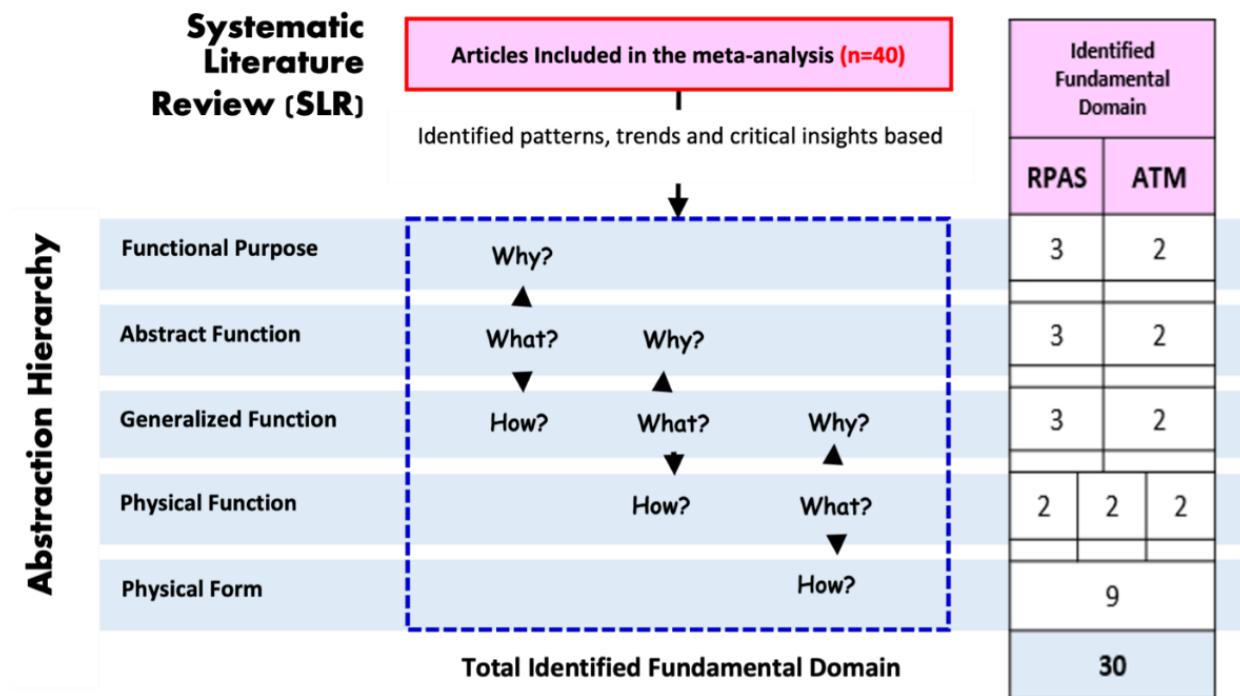 Systematic
Literature
Review (SLR)
Articles Included in the meta-analysis (n=40)
Identified patterns, trends and critical insights based
Identified
Fundamental
Domain
RPAS ATM
Abstraction Hierarchy
Functional Purpose Why? 3 2
Abstract Function What? Why? 3 2
Generalized Function How? What? Why? 3 2
Physical Function How? What? 2 2 2
Physical Form How? 9
Total Identified Fundamental Domain 30